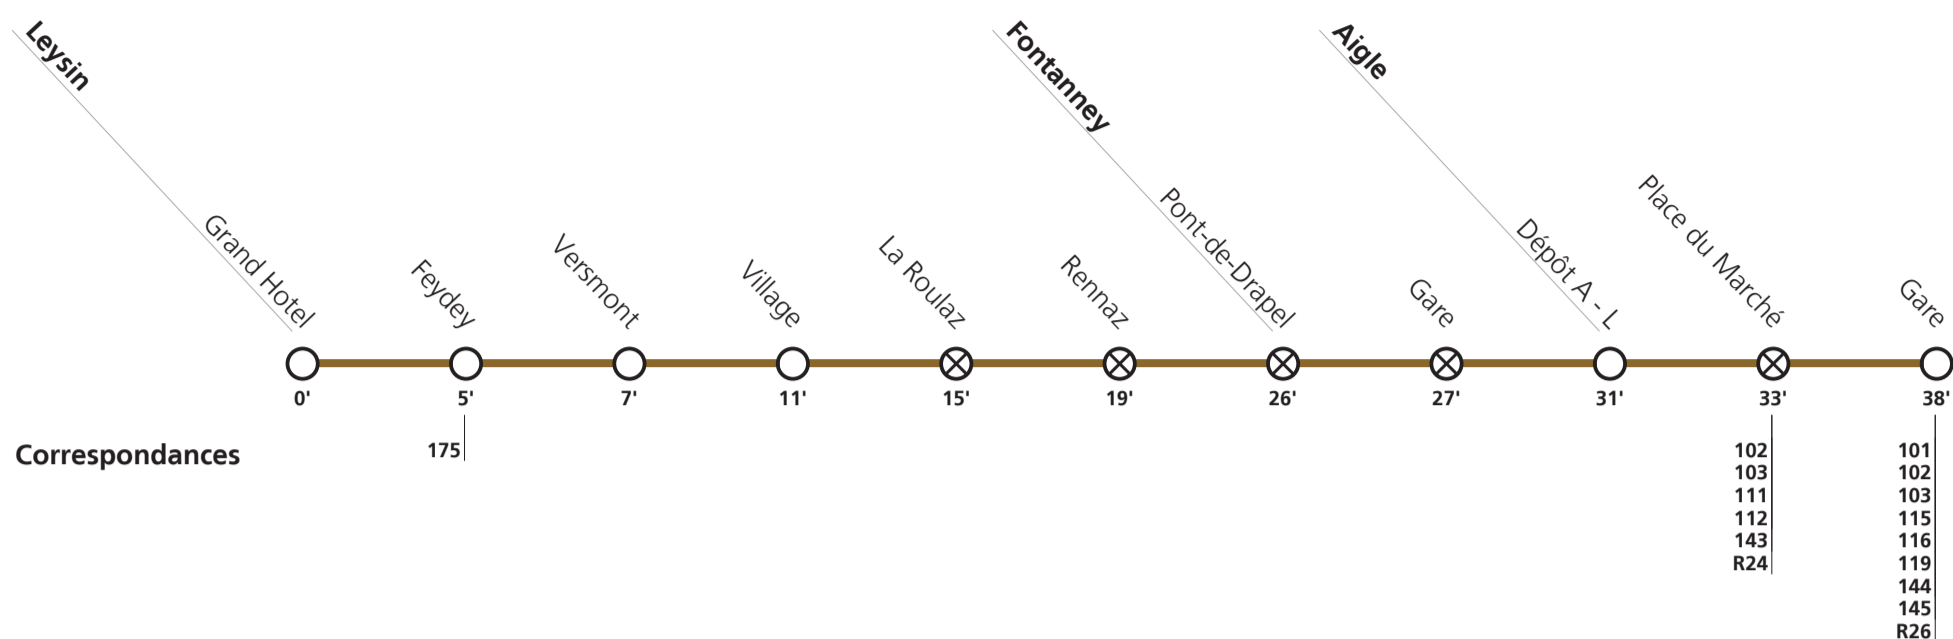 Leysin
Fontanney
Aigle
Grand Hotel
Feydey
Versmont
Village
La Roulaz
Rennaz
Pont-de-Drapel
Gare
Dépôt A - L
Place du Marché
Gare
0'
5'
7'
11'
15'
19'
26'
27'
31'
33'
38'
Correspondances
175
102
103
111
112
143
R24
101
102
103
115
116
119
144
145
R26